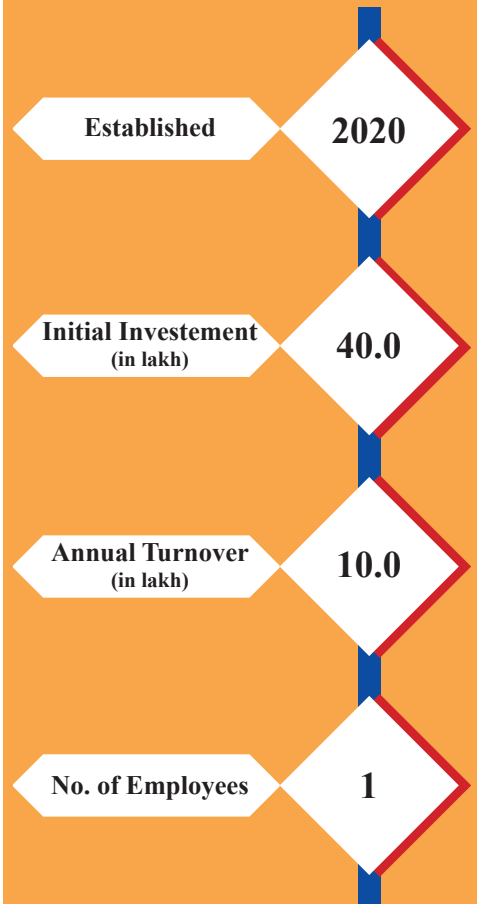 Established
2020
Initial Investement
(in lakh)
40.0
Annual Turnover
(in lakh)
10.0
No. of Employees
1